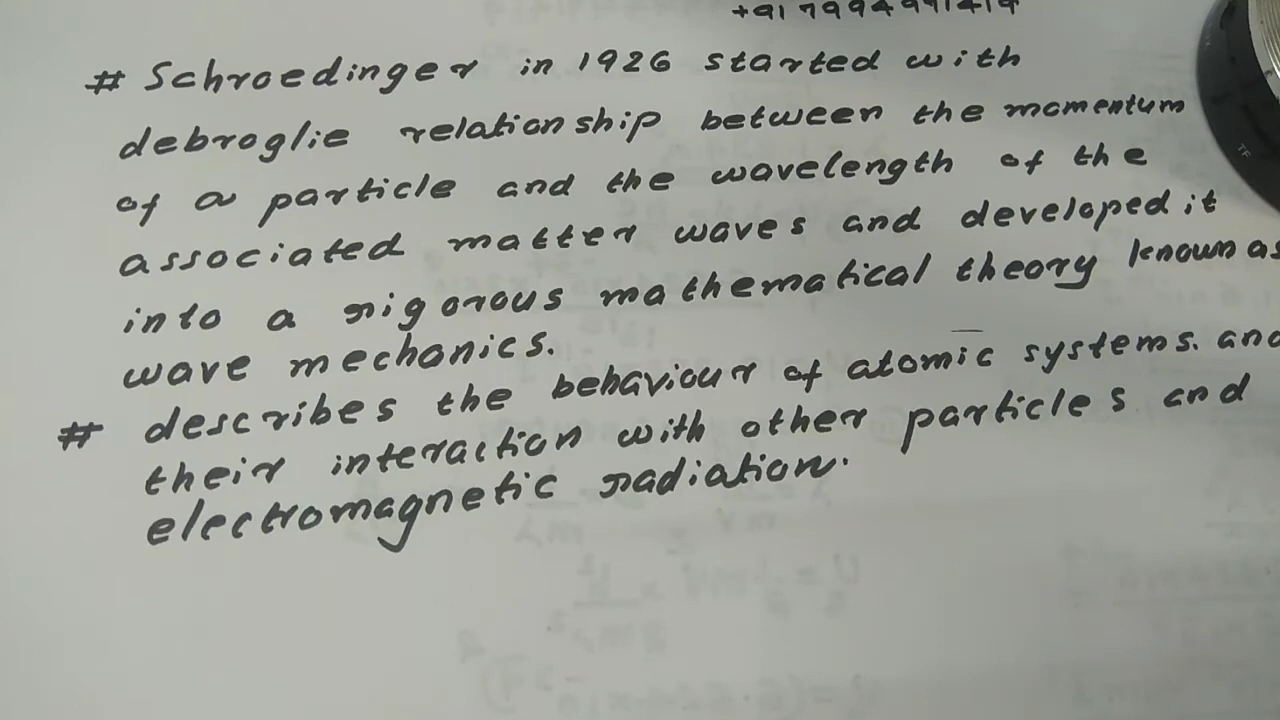 # Schroedinger in 1926 started with
debroglie relationship between the momentum
of a particle and the wavelength of the
associated matter waves and developed it
into a rigorous mathematical theory known as
wave mechanics.
# describes the behaviour of atomic systems. and
their interaction with other particles and
electromagnetic radiation.
TF